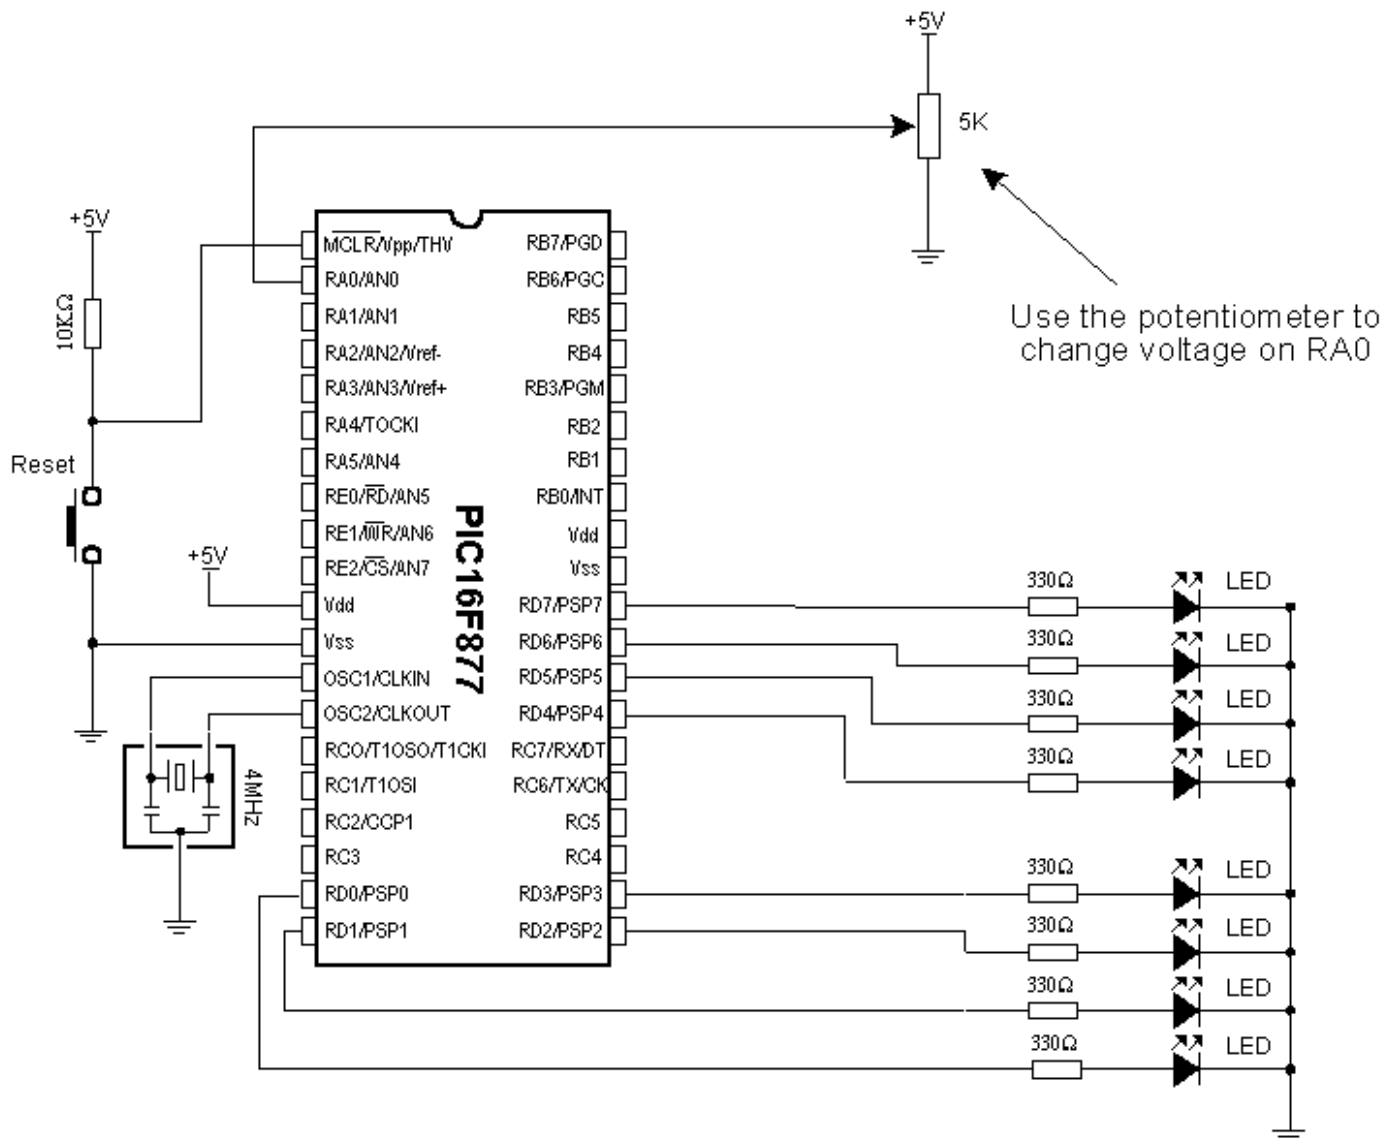 +5V
5K
Use the potentiometer to
change voltage on RA0
+5V
10KΩ
Reset
+5V
4MHz
PIC16F877
MCLR/Vpp/THV
RA0/AN0
RA1/AN1
RA2/AN2/Vref-
RA3/AN3/Vref+
RA4/TOCKI
RA5/AN4
RE0/RD/AN5
RE1/WR/AN6
RE2/CS/AN7
Vdd
Vss
OSC1/CLKIN
OSC2/CLKOUT
RC0/T1OSO/T1CKI
RC1/T1OSI
RC2/CCP1
RC3
RD0/PSP0
RD1/PSP1
RB7/PGD
RB6/PGC
RB5
RB4
RB3/PGM
RB2
RB1
RB0/INT
Vdd
Vss
RD7/PSP7
RD6/PSP6
RD5/PSP5
RD4/PSP4
RC7/RX/DT
RC6/TX/CK
RC5
RC4
RD3/PSP3
RD2/PSP2
330Ω LED
330Ω LED
330Ω LED
330Ω LED
330Ω LED
330Ω LED
330Ω LED
330Ω LED